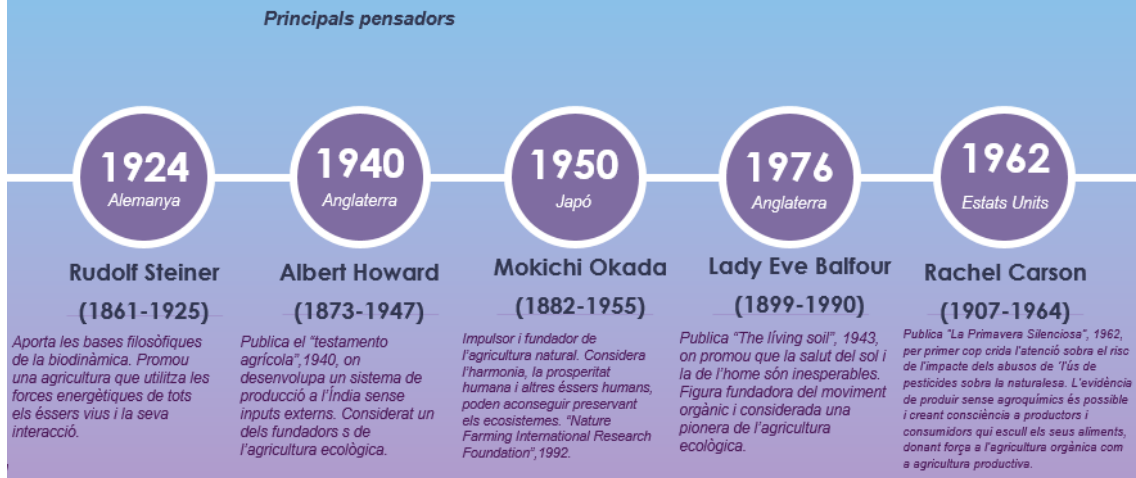 Principals pensadors
1924
Alemanya
Rudolf Steiner
(1861-1925)
Aporta les bases filosòfiques
de la biodinàmica. Promou
una agricultura que utilitza les
forces energètiques de tots
els éssers vius i la seva
interacció.
1940
Anglaterra
Albert Howard
(1873-1947)
Publica el "testamento
agrícola",1940, on
desenvolupa un sistema de
producció a l'Índia sense
inputs externs. Considerat un
dels fundadors s de
l'agricultura ecològica.
1950
Japó
Mokichi Okada
(1882-1955)
Impulsor i fundador de
l'agricultura natural. Considera
l'harmonia, la prosperitat
humana i altres éssers humans,
poden aconseguir preservant
els ecosistemes. "Nature
Farming International Research
Foundation",1992.
1976
Anglaterra
Lady Eve Balfour
(1899-1990)
Publica "The líving soil", 1943,
on promou que la salut del sol i
la de l'home són inesperables.
Figura fundadora del moviment
orgànic i considerada una
pionera de l'agricultura
ecològica.
1962
Estats Units
Rachel Carson
(1907-1964)
Publica "La Primavera Silenciosa", 1962,
per primer cop crida l'atenció sobre el risc
de l'impacte dels abusos de 'l'ús de
pesticides sobre la naturalesa. L'evidència
de produir sense agroquímics és possible
i creant consciència a productors i
consumidors qui escull els seus aliments,
donant força a l'agricultura orgànica com
a agricultura productiva.